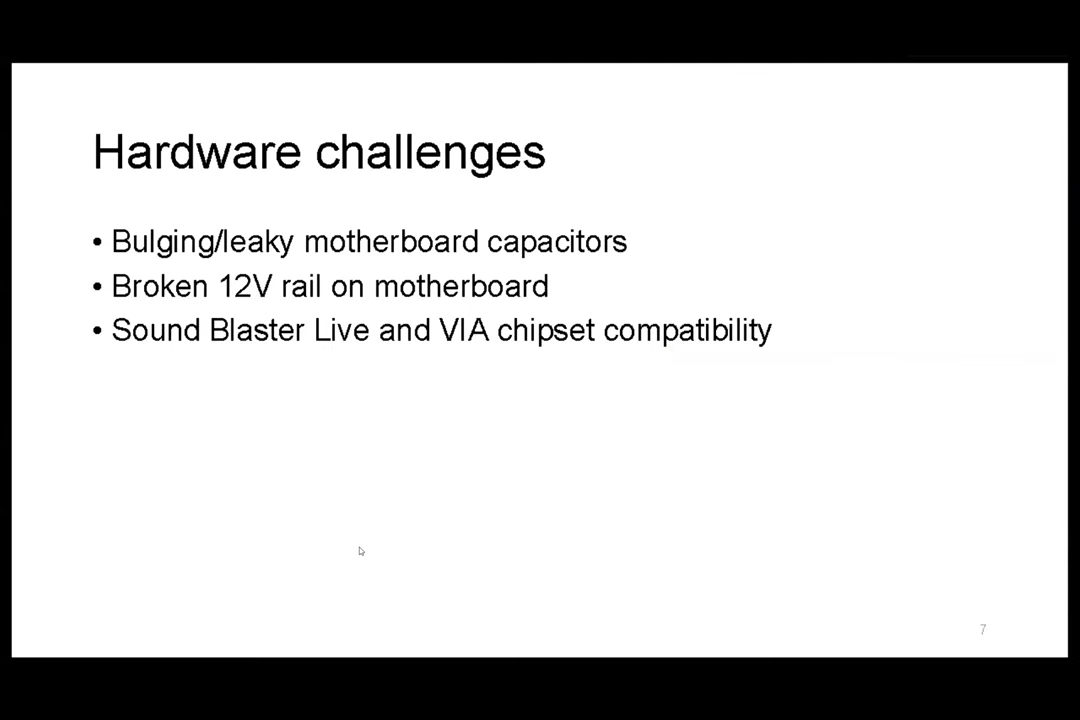 Hardware challenges
• Bulging/leaky motherboard capacitors
• Broken 12V rail on motherboard
• Sound Blaster Live and VIA chipset compatibility
7